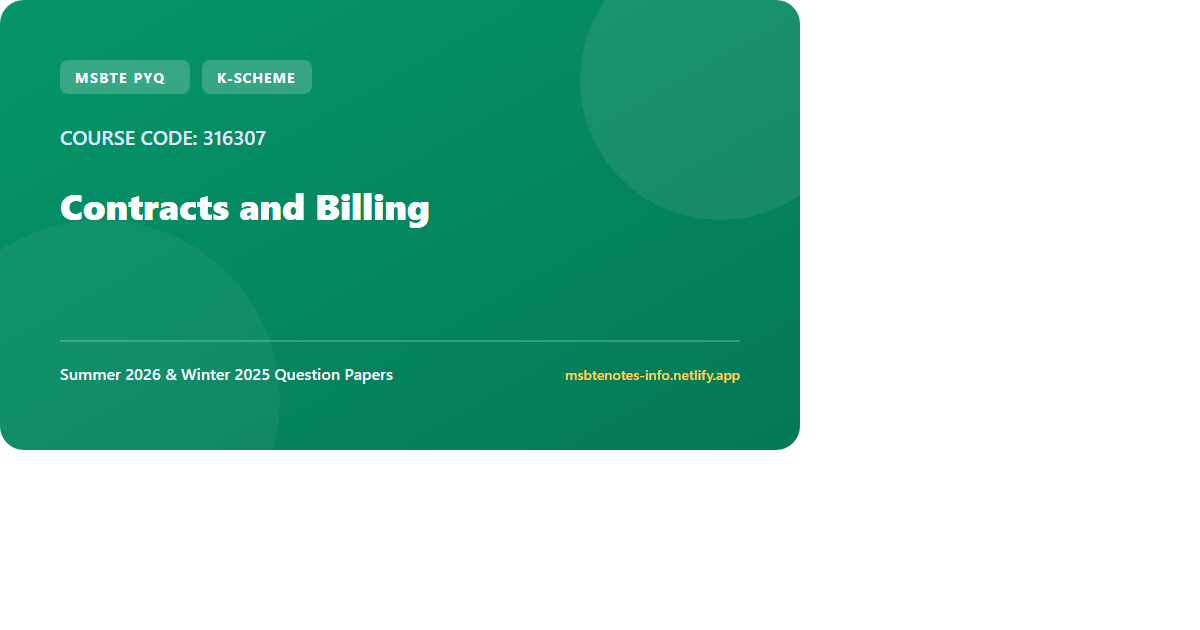 MSBTE PYQ
K-SCHEME
COURSE CODE: 316307
Contracts and Billing
Summer 2026 & Winter 2025 Question Papers
msbtenotes-info.netlify.app